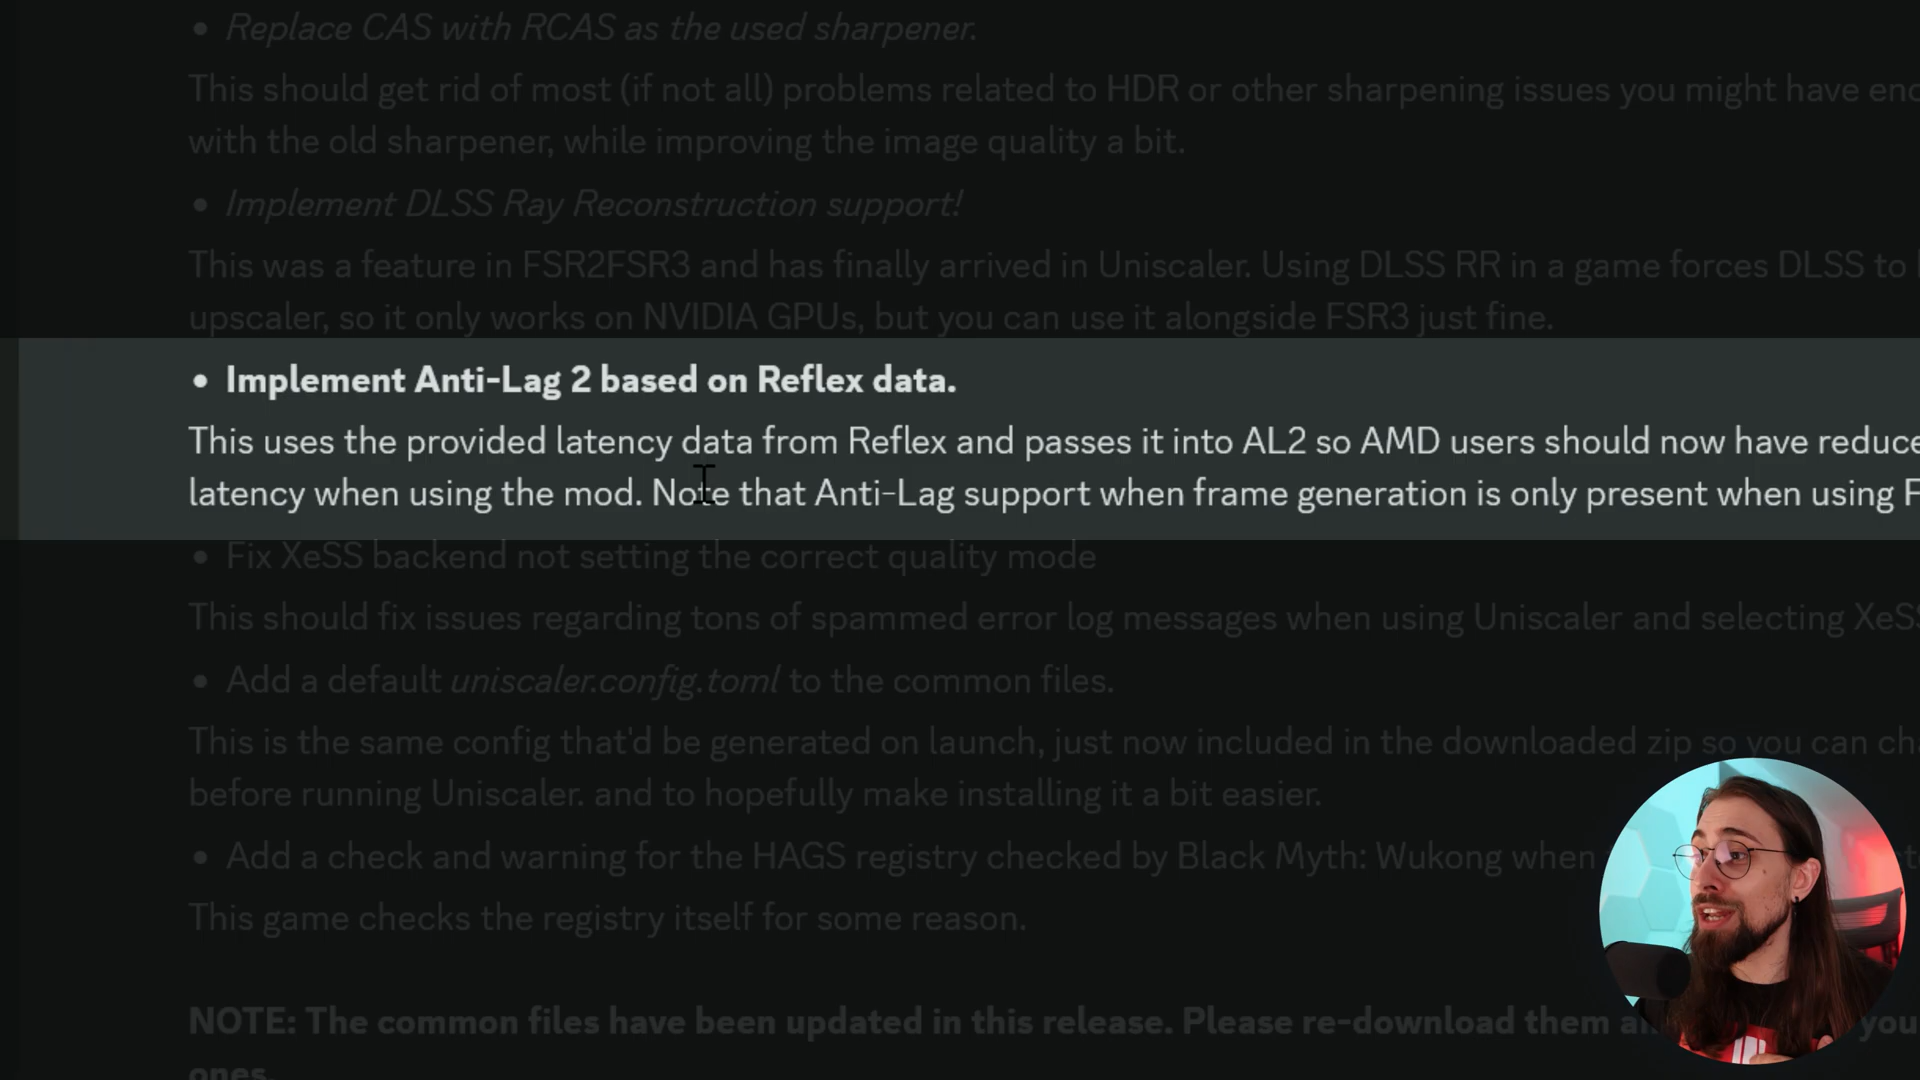 • Replace CAS with RCAS as the used sharpener.
This should get rid of most (if not all) problems related to HDR or other sharpening issues you might have
with the old sharpener, while improving the image quality a bit.
• Implement DLSS Ray Reconstruction support!
This was a feature in FSR2FSR3 and has finally arrived in Uniscaler. Using DLSS RR in a game forces DLSS to
upscaler, so it only works on NVIDIA GPUs, but you can use it alongside FSR3 just fine.
• Implement Anti-Lag 2 based on Reflex data.
This uses the provided latency data from Reflex and passes it into AL2 so AMD users should now have
latency when using the mod. Note that Anti-Lag support when frame generation is only present when using
• Fix XeSS backend not setting the correct quality mode
This should fix issues regarding tons of spammed error log messages when using Uniscaler and selecting
• Add a default uniscaler.config.toml to the common files.
This is the same config that'd be generated on launch, just now included in the downloaded zip so you can
before running Uniscaler. and to hopefully make installing it a bit easier.
• Add a check and warning for the HAGS registry checked by Black Myth: Wukong when
This game checks the registry itself for some reason.
NOTE: The common files have been updated in this release. Please re-download them
ones.